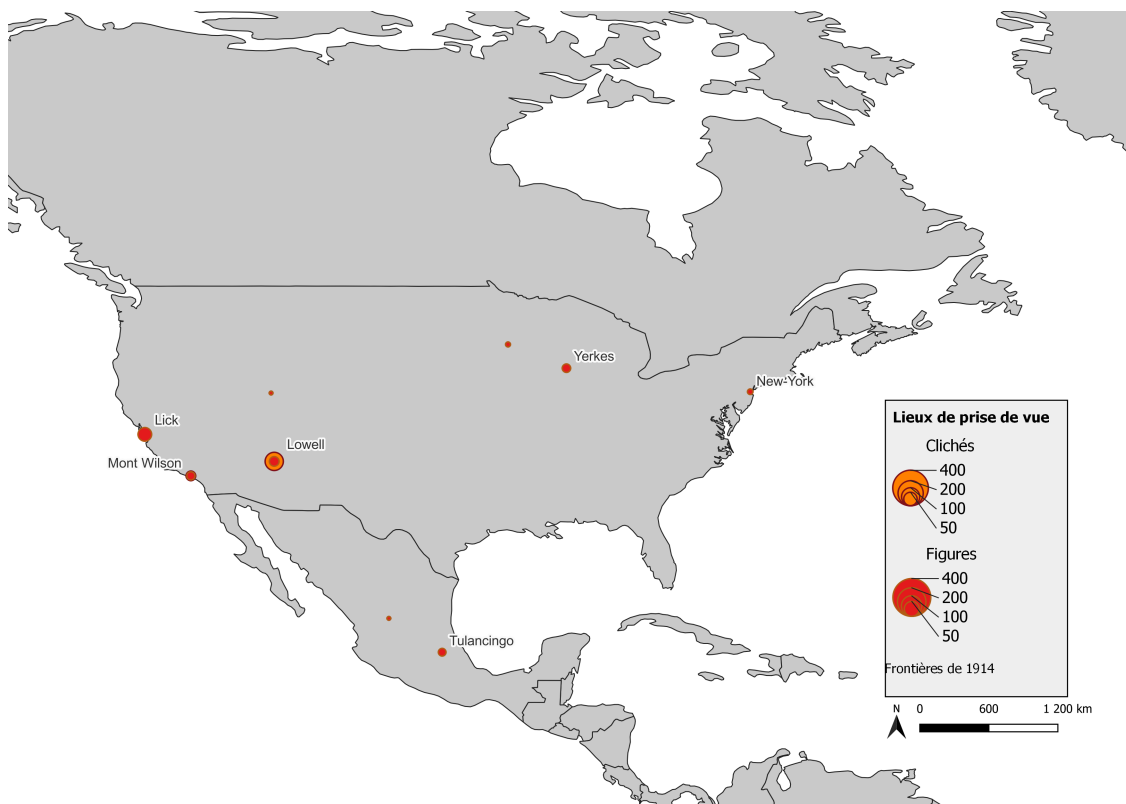 Yerkes
New-York
Lick
Lowell
Mont Wilson
Tulancingo
Lieux de prise de vue
Clichés
400
200
100
50
Figures
400
200
100
50
Frontières de 1914
N 0 600 1 200 km